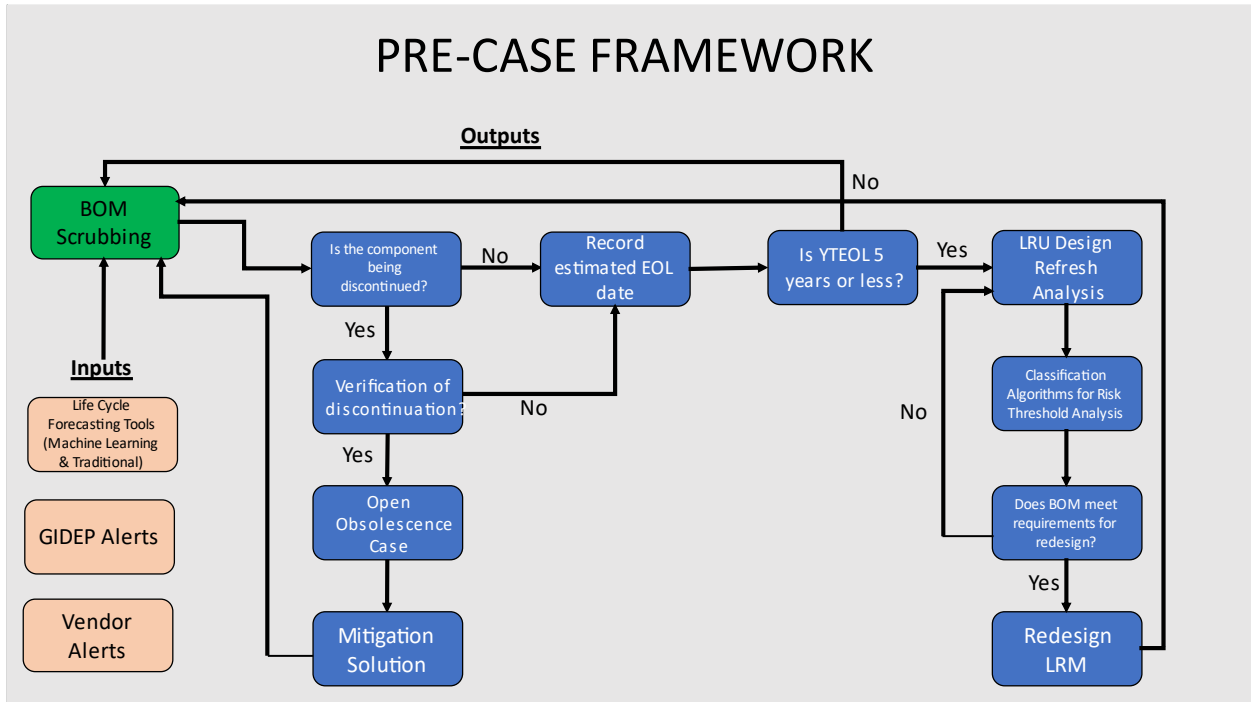 PRE-CASE FRAMEWORK
Outputs
No
BOM
Scrubbing
Is the component
being
discontinued?
No
Record
estimated EOL
date
Is YTEOL 5
years or less?
Yes
LRU Design
Refresh
Analysis
Yes
Inputs
Verification of
discontinuation?
No
Classification
Algorithms for Risk
Threshold Analysis
No
Life Cycle
Forecasting Tools
(Machine Learning
& Traditional)
Yes
GIDEP Alerts
Open
Obsolescence
Case
Does BOM meet
requirements for
redesign?
Yes
Vendor
Alerts
Mitigation
Solution
Redesign
LRM